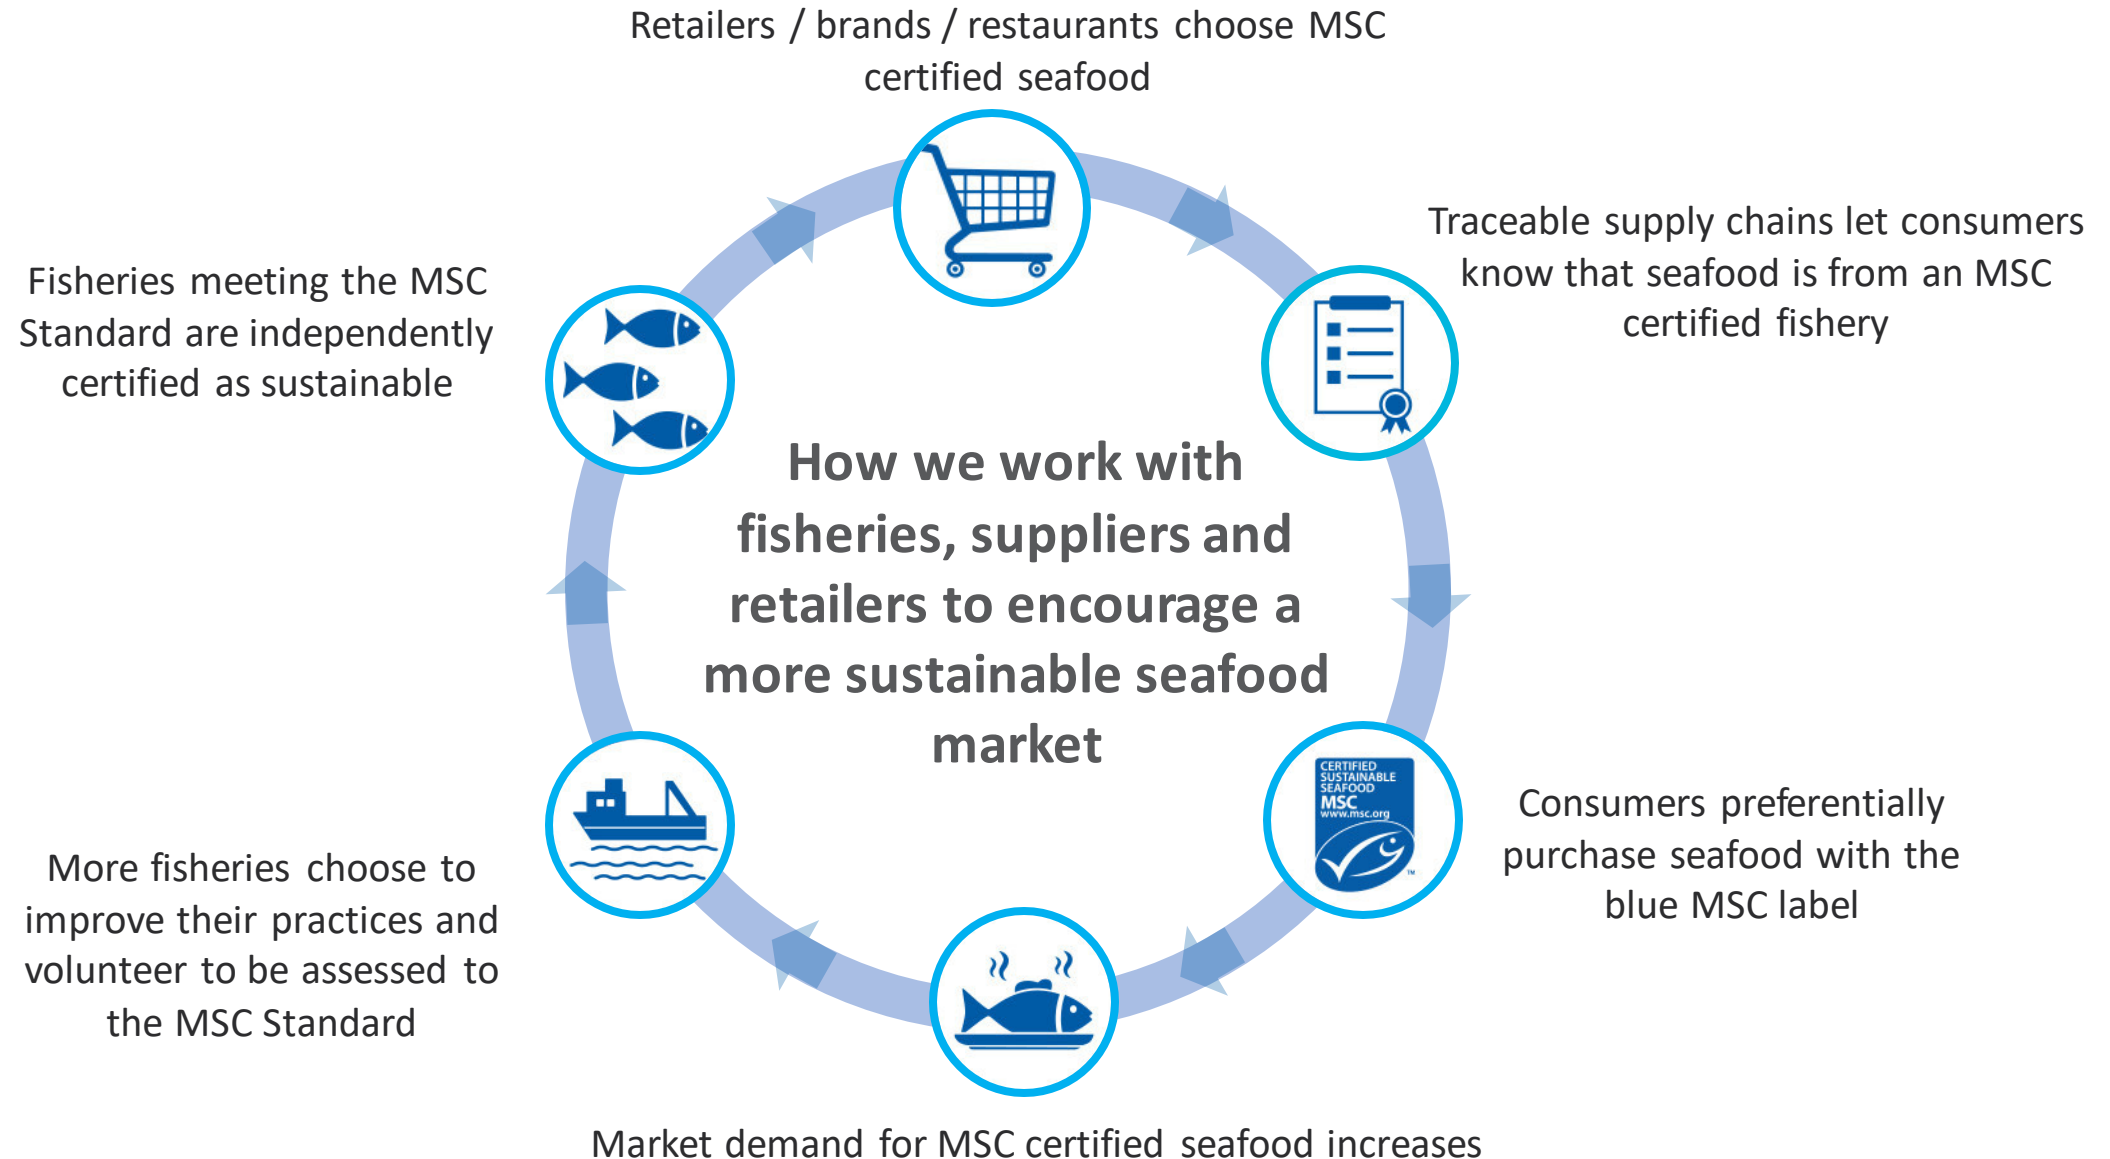 Retailers / brands / restaurants choose MSC
certified seafood
Traceable supply chains let consumers
know that seafood is from an MSC
certified fishery
Fisheries meeting the MSC
Standard are independently
certified as sustainable
How we work with
fisheries, suppliers and
retailers to encourage a
more sustainable seafood
market
CERTIFIED
SUSTAINABLE
SEAFOOD
MSC
www.msc.org
TM
Consumers preferentially
purchase seafood with the
blue MSC label
More fisheries choose to
improve their practices and
volunteer to be assessed to
the MSC Standard
Market demand for MSC certified seafood increases